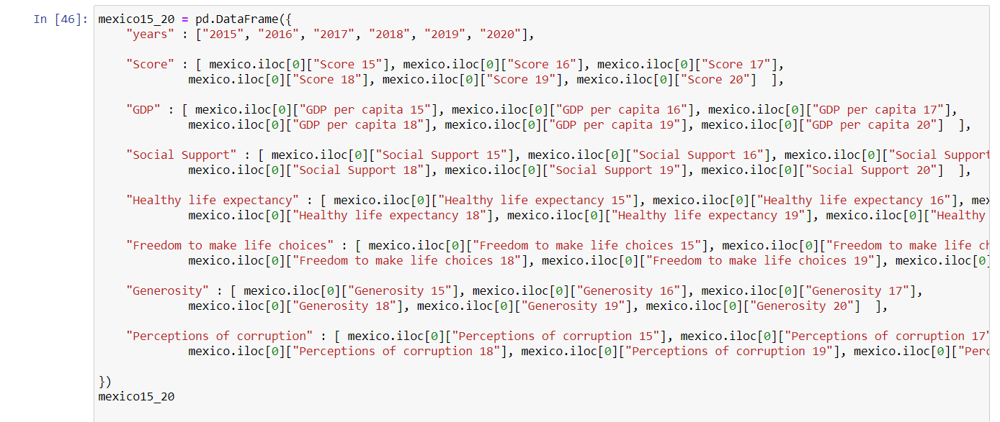 In [46]: mexico15_20 = pd.DataFrame({
"years" : ["2015", "2016", "2017", "2018", "2019", "2020"],
"Score" : [ mexico.iloc[0]["Score 15"], mexico.iloc[0]["Score 16"], mexico.iloc[0]["Score 17"],
mexico.iloc[0]["Score 18"], mexico.iloc[0]["Score 19"], mexico.iloc[0]["Score 20"]  ],
"GDP" : [ mexico.iloc[0]["GDP per capita 15"], mexico.iloc[0]["GDP per capita 16"], mexico.iloc[0]["GDP per capita 17"],
mexico.iloc[0]["GDP per capita 18"], mexico.iloc[0]["GDP per capita 19"], mexico.iloc[0]["GDP per capita 20"]  ],
"Social Support" : [ mexico.iloc[0]["Social Support 15"], mexico.iloc[0]["Social Support 16"], mexico.iloc[0]["Social Support
mexico.iloc[0]["Social Support 18"], mexico.iloc[0]["Social Support 19"], mexico.iloc[0]["Social Support 20"]  ],
"Healthy life expectancy" : [ mexico.iloc[0]["Healthy life expectancy 15"], mexico.iloc[0]["Healthy life expectancy 16"], mex
mexico.iloc[0]["Healthy life expectancy 18"], mexico.iloc[0]["Healthy life expectancy 19"], mexico.iloc[0]["Healthy
"Freedom to make life choices" : [ mexico.iloc[0]["Freedom to make life choices 15"], mexico.iloc[0]["Freedom to make life ch
mexico.iloc[0]["Freedom to make life choices 18"], mexico.iloc[0]["Freedom to make life choices 19"], mexico.iloc[0]
"Generosity" : [ mexico.iloc[0]["Generosity 15"], mexico.iloc[0]["Generosity 16"], mexico.iloc[0]["Generosity 17"],
mexico.iloc[0]["Generosity 18"], mexico.iloc[0]["Generosity 19"], mexico.iloc[0]["Generosity 20"]  ],
"Perceptions of corruption" : [ mexico.iloc[0]["Perceptions of corruption 15"], mexico.iloc[0]["Perceptions of corruption 17"
mexico.iloc[0]["Perceptions of corruption 18"], mexico.iloc[0]["Perceptions of corruption 19"], mexico.iloc[0]["Perc
})
mexico15_20